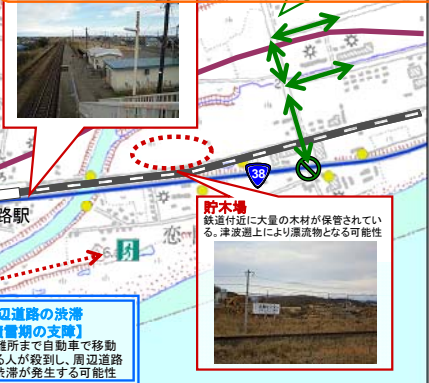 38
路駅
恋
貯木場
鉄道付近に大量の木材が保管されてい
る。津波遡上により漂流物となる可能性
辺道路の渋滞
雪期の支障】
難所まで自動車で移動
る人が殺到し、周辺道路
渋滞が発生する可能性